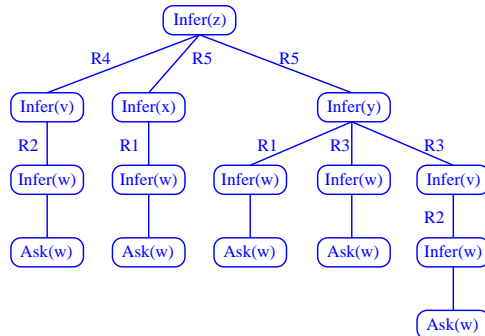 Infer(z)
R4 R5 R5
Infer(v) Infer(x) Infer(y)
R2 R1 R1 R3 R3
Infer(w) Infer(w) Infer(w) Infer(w) Infer(v)
R2
Ask(w) Ask(w) Ask(w) Ask(w) Infer(w)
Ask(w)